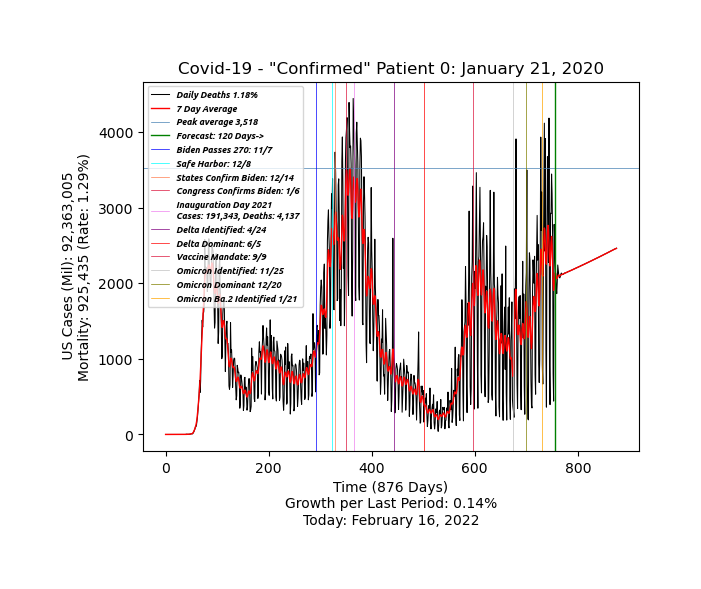 Covid-19 - "Confirmed" Patient 0: January 21, 2020
US Cases (Mil): 92,363,005
Mortality: 925,435 (Rate: 1.29%)
4000
3000
2000
1000
0
Daily Deaths 1.18%
7 Day Average
Peak average 3,518
Forecast: 120 Days->
Biden Passes 270: 11/7
Safe Harbor: 12/8
States Confirm Biden: 12/14
Congress Confirms Biden: 1/6
Inauguration Day 2021
Cases: 191,343, Deaths: 4,137
Delta Identified: 4/24
Delta Dominant: 6/5
Vaccine Mandate: 9/9
Omicron Identified: 11/25
Omicron Dominant 12/20
Omicron Ba.2 Identified 1/21
0 200 400 600 800
Time (876 Days)
Growth per Last Period: 0.14%
Today: February 16, 2022